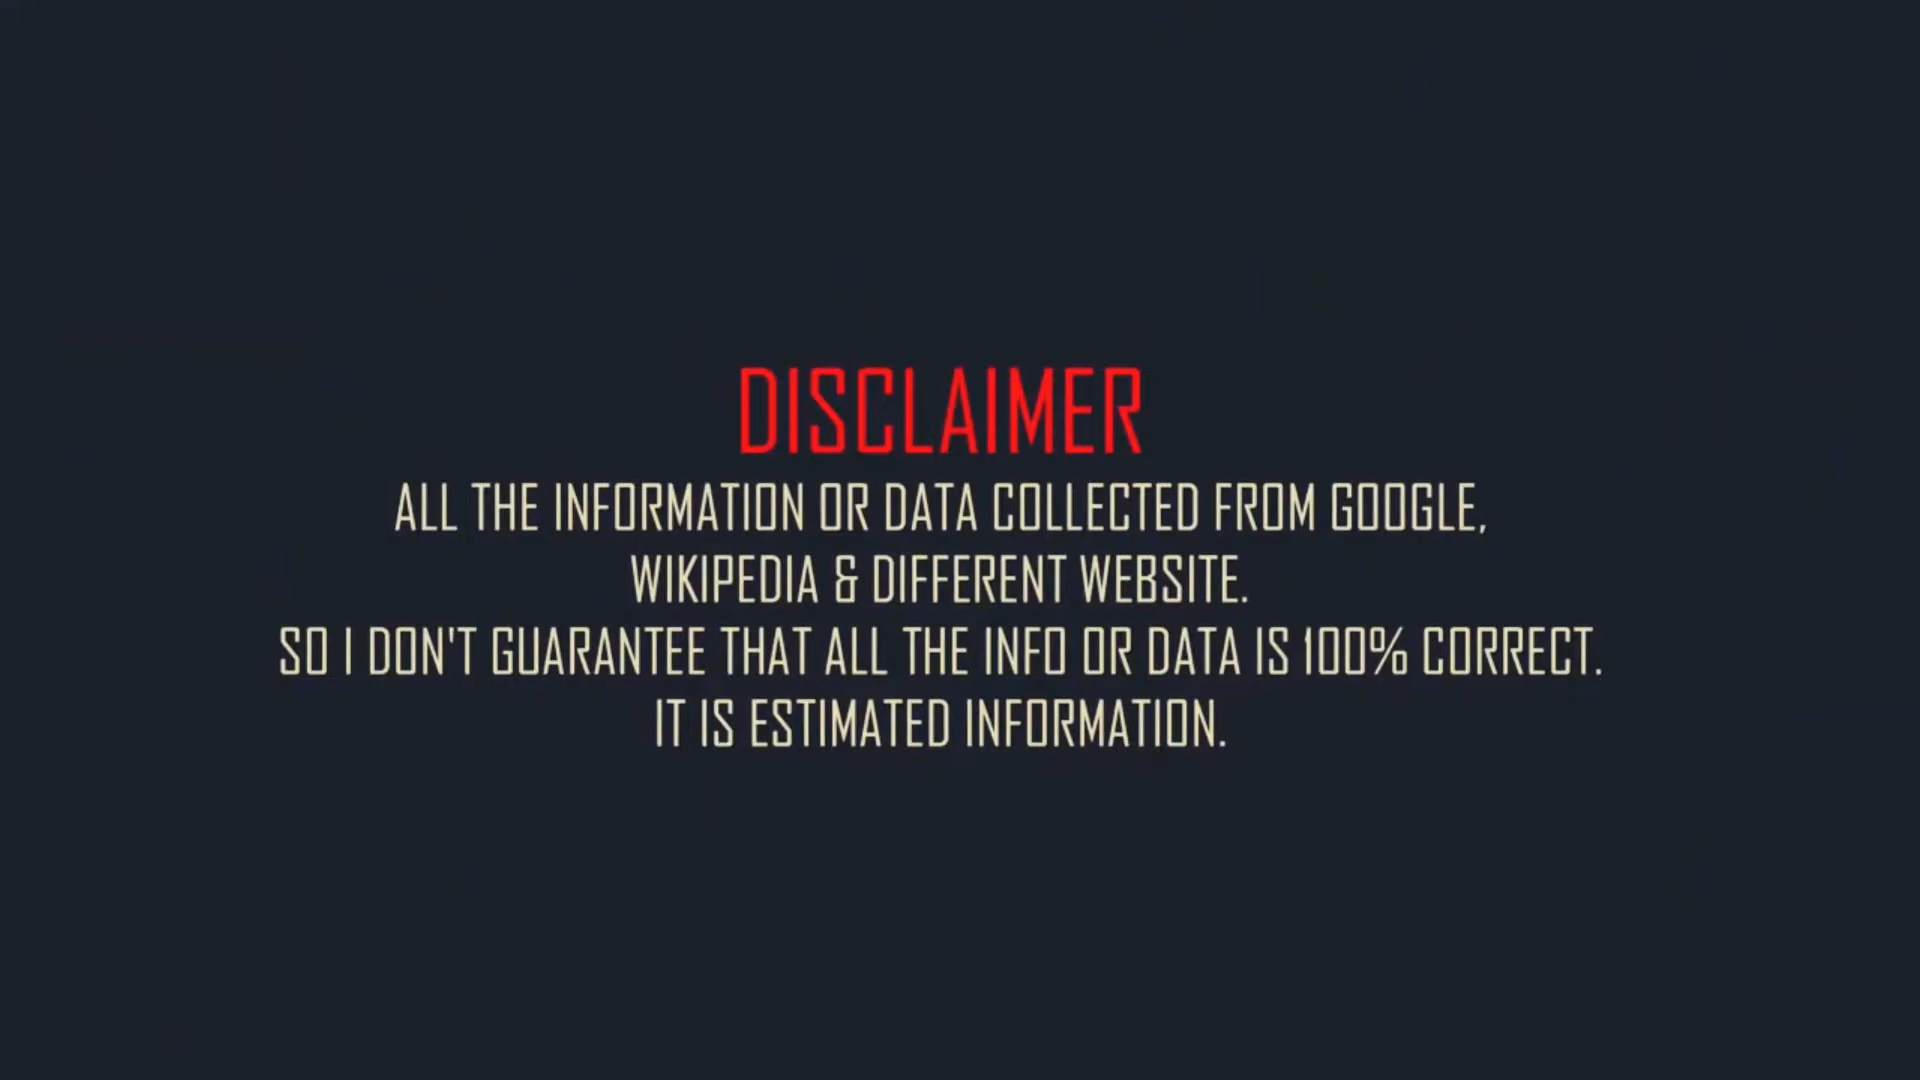 DISCLAIMER
ALL THE INFORMATION OR DATA COLLECTED FROM GOOGLE,
WIKIPEDIA & DIFFERENT WEBSITE.
SO I DON'T GUARANTEE THAT ALL THE INFO OR DATA IS 100% CORRECT.
IT IS ESTIMATED INFORMATION.